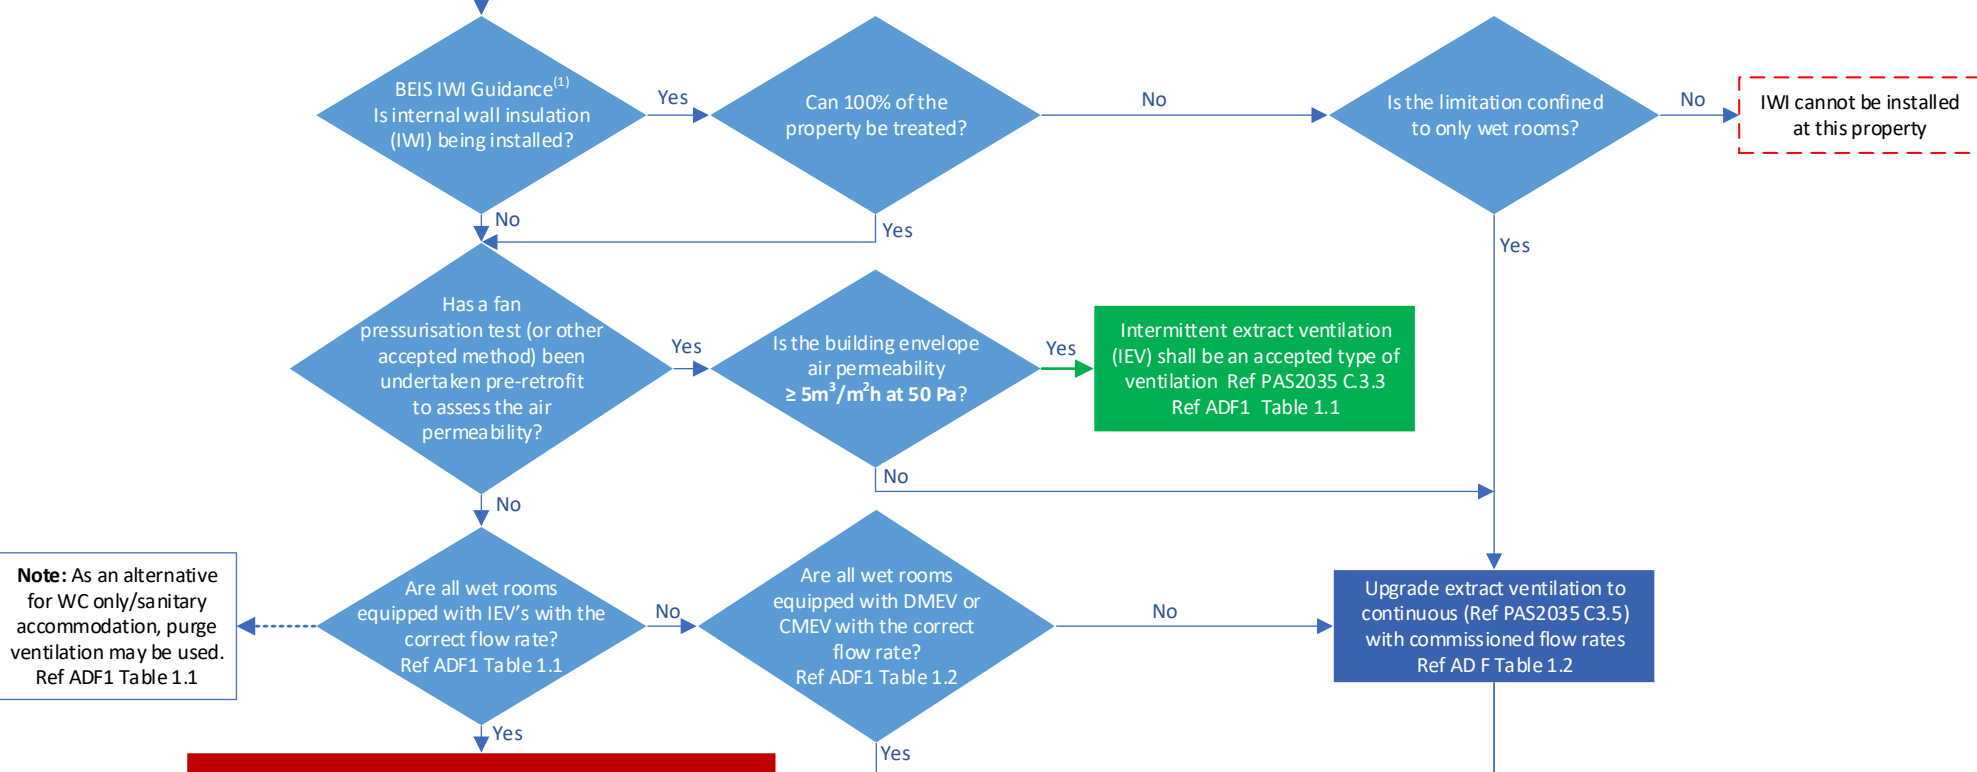 BEIS IWI Guidance(1)
Is internal wall insulation
(IWI) being installed?
Yes
Can 100% of the
property be treated?
No
Is the limitation confined
to only wet rooms?
No
IWI cannot be installed
at this property
No
Yes
Yes
Has a fan
pressurisation test (or other
accepted method) been
undertaken pre-retrofit
to assess the air
permeability?
Yes
Is the building envelope
air permeability
≥ 5m³/m²h at 50 Pa?
Yes
Intermittent extract ventilation
(IEV) shall be an accepted type of
ventilation Ref PAS2035 C.3.3
Ref ADF1 Table 1.1
No
No
Note: As an alternative
for WC only/sanitary
accommodation, purge
ventilation may be used.
Ref ADF1 Table 1.1
Are all wet rooms
equipped with IEV's with the
correct flow rate?
Ref ADF1 Table 1.1
No
Are all wet rooms
equipped with DMEV or
CMEV with the correct
flow rate?
Ref ADF1 Table 1.2
No
Upgrade extract ventilation to
continuous (Ref PAS2035 C3.5)
with commissioned flow rates
Ref AD F Table 1.2
Yes
Yes